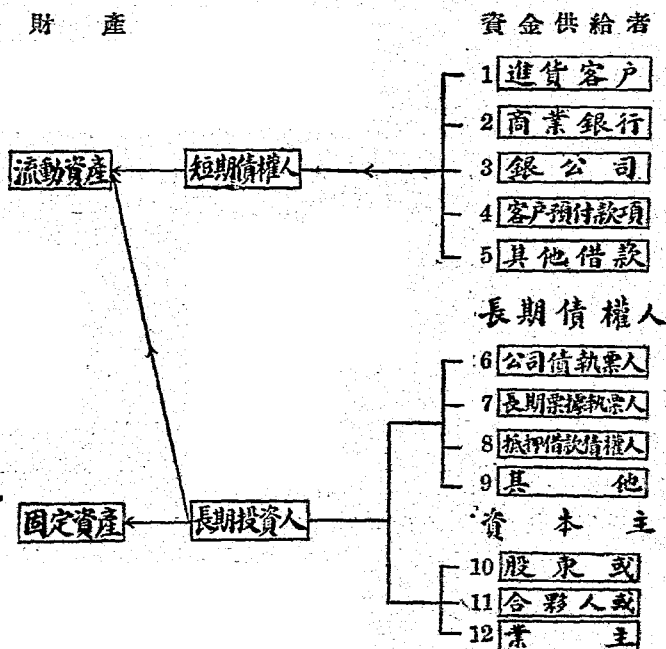 財產 資金供給者
1 進貨客户
2 商業銀行
流動資產 短期債權人 3 銀公司
4 客户預付款項
5 其他借款
長期債權人
6 公司債執票人
7 長期票據執票人
8 抵押借款債權人
9 其他
固定資產 長期投資人 資本主
10 股東或
11 合夥人或
12 業主